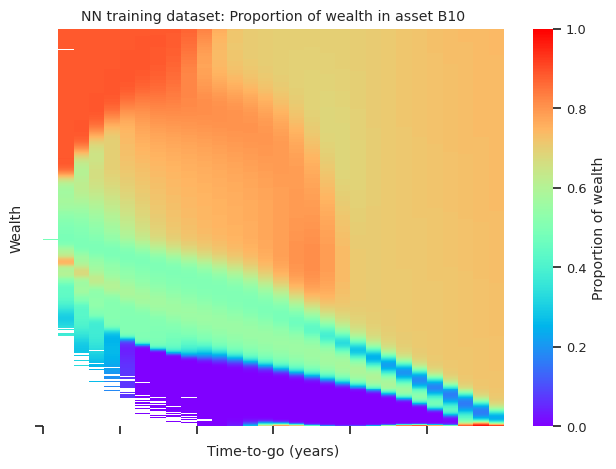 NN training dataset: Proportion of wealth in asset B10
Wealth
Time-to-go (years)
1.0
0.8
0.6
0.4
0.2
0.0
Proportion of wealth